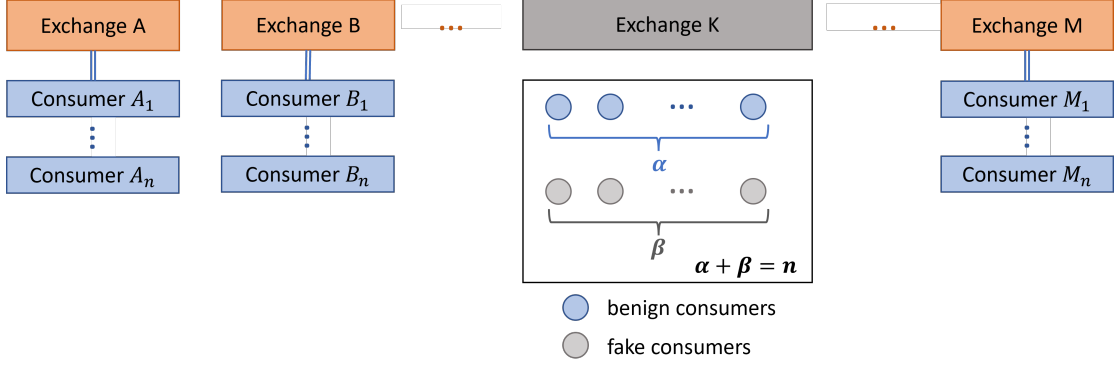 Exchange A
Exchange B
...
Exchange K
...
Exchange M
Consumer A₁
Consumer B₁
...
Consumer M₁
α
Consumer Aₙ
Consumer Bₙ
...
Consumer Mₙ
β
α + β = n
benign consumers
fake consumers